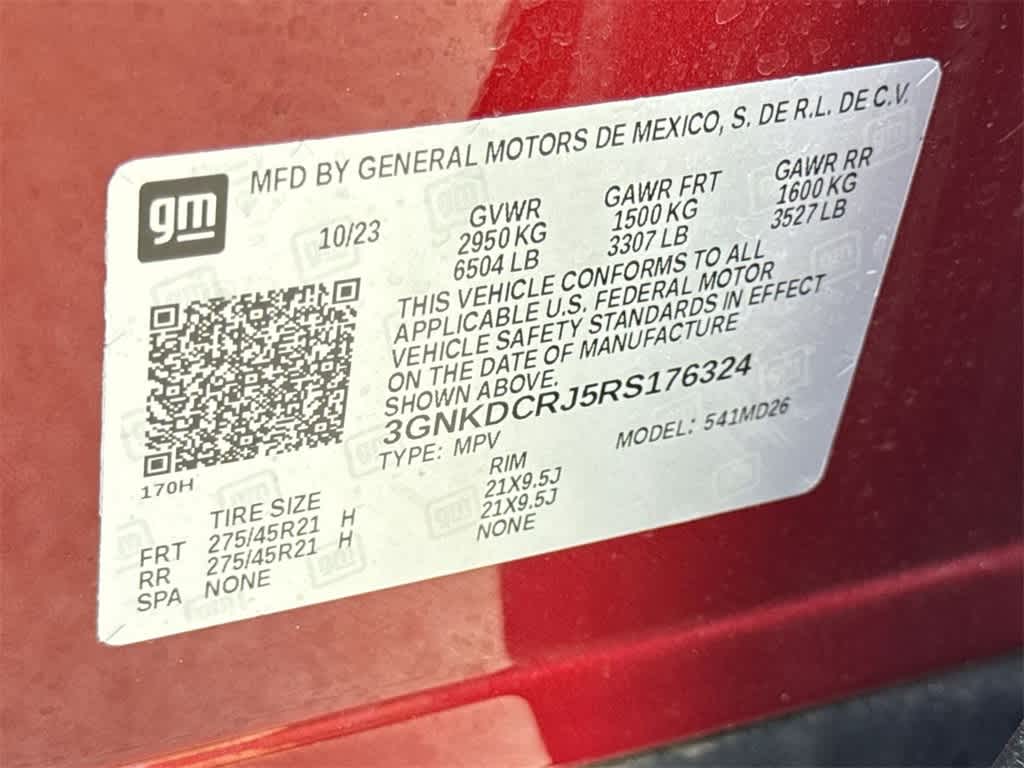 MFD BY GENERAL MOTORS DE MEXICO, S. DE R.L. DE C.V.
gm
10/23
GVWR
2950 KG
6504 LB
GAWR FRT
1500 KG
3307 LB
GAWR RR
1600 KG
3527 LB
THIS VEHICLE CONFORMS TO ALL
APPLICABLE U.S. FEDERAL MOTOR
VEHICLE SAFETY STANDARDS IN EFFECT
ON THE DATE OF MANUFACTURE
SHOWN ABOVE.
3GNKDCRJ5RS176324
TYPE: MPV
MODEL: 541MD26
170H
TIRE SIZE
RIM
FRT 275/45R21 H 21X9.5J
RR 275/45R21 H 21X9.5J
SPA NONE NONE